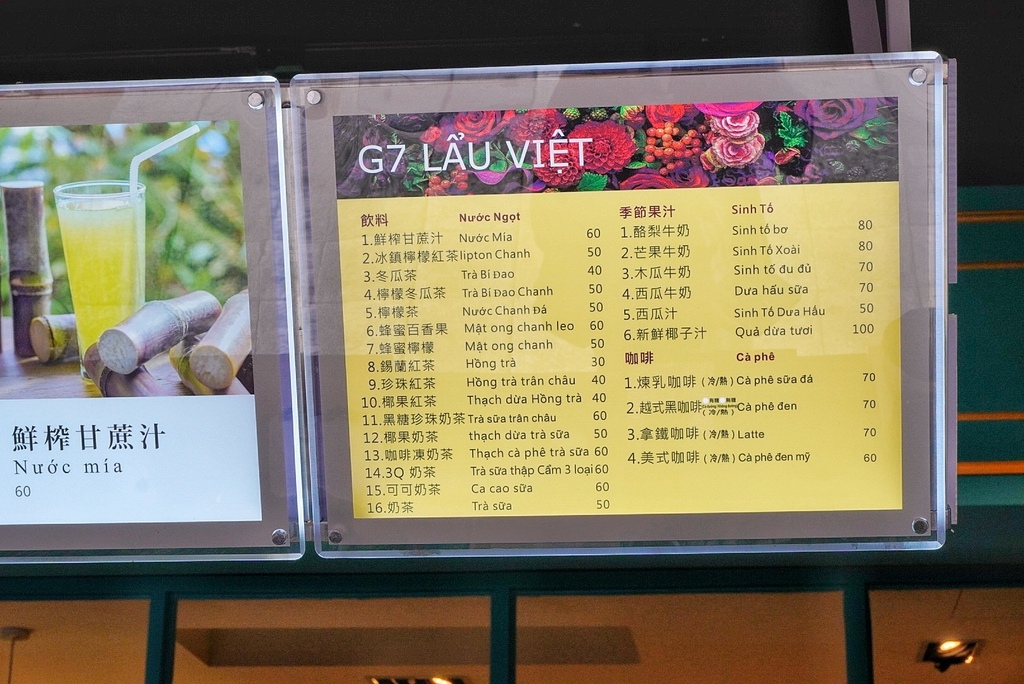 鮮榨甘蔗汁
Nước mía
60
G7 LẨU VIỆT
飲料 Nước Ngọt
1.鮮榨甘蔗汁 Nước Mía 60
2.冰鎮檸檬紅茶 lipton Chanh 50
3.冬瓜茶 Trà Bí Đao 40
4.檸檬冬瓜茶 Trà Bí Đao Chanh 50
5.檸檬茶 Nước Chanh Đá 50
6.蜂蜜百香果 Mật ong chanh leo 60
7.蜂蜜檸檬 Mật ong chanh 50
8.錫蘭紅茶 Hồng trà 30
9.珍珠紅茶 Hồng trà trân châu 40
10.椰果紅茶 Thạch dừa Hồng trà 40
11.黑糖珍珠奶茶 Trà sữa trân châu 60
12.椰果奶茶 thạch dừa trà sữa 50
13.咖啡凍奶茶 Thạch cà phê trà sữa 60
14.3Q 奶茶 Trà sữa thập Cẩm 3 loại 60
15.可可奶茶 Ca cao sữa 60
16.奶茶 Trà sữa 50
季節果汁 Sinh Tố
1.酪梨牛奶 Sinh tố bơ 80
2.芒果牛奶 Sinh Tố Xoài 80
3.木瓜牛奶 Sinh tố đu đủ 70
4.西瓜牛奶 Dưa hấu sữa 70
5.西瓜汁 Sinh Tố Dưa Hấu 50
6.新鮮椰子汁 Quả dừa tươi 100
咖啡 Cà phê
1.煉乳咖啡 (冷/熱) Cà phê sữa đá 70
2.越式黑咖啡 (冷/熱) Cà phê đen 70
3.拿鐵咖啡 (冷/熱) Latte 70
4.美式咖啡 (冷/熱) Cà phê đen mỹ 60